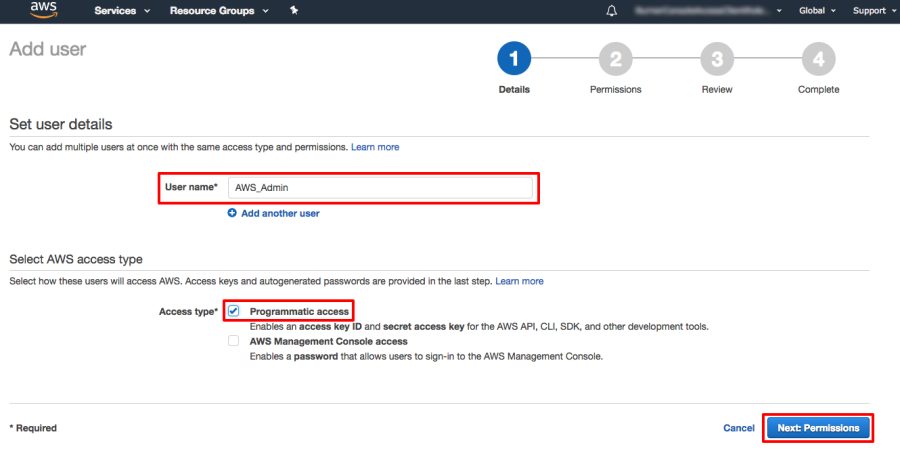 aws Services Resource Groups Global Support
Add user
1 2 3 4
Details Permissions Review Complete
Set user details
You can add multiple users at once with the same access type and permissions. Learn more
User name* AWS_Admin
Add another user
Select AWS access type
Select how these users will access AWS. Access keys and autogenerated passwords are provided in the last step. Learn more
Access type* Programmatic access
Enables an access key ID and secret access key for the AWS API, CLI, SDK, and other development tools.
AWS Management Console access
Enables a password that allows users to sign-in to the AWS Management Console.
* Required Cancel Next: Permissions